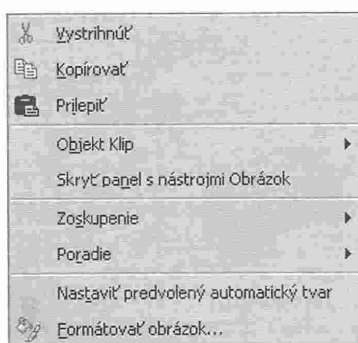 Vystrihnúť
Kopírovať
Prilepiť
Objekt Klip
Skryť panel s nástrojmi Obrázok
Zoskupenie
Poradie
Nastaviť predvolený automatický tvar
Formátovať obrázok...